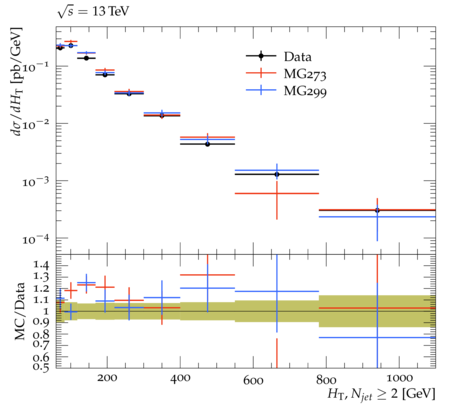 √s = 13 TeV
dσ/dH_T [pb/GeV]
10⁻¹
10⁻²
10⁻³
10⁻⁴
Data
MG273
MG299
MC/Data
1.4
1.3
1.2
1.1
1
0.9
0.8
0.7
0.6
0.5
200 400 600 800 1000
H_T, N_jet ≥ 2 [GeV]